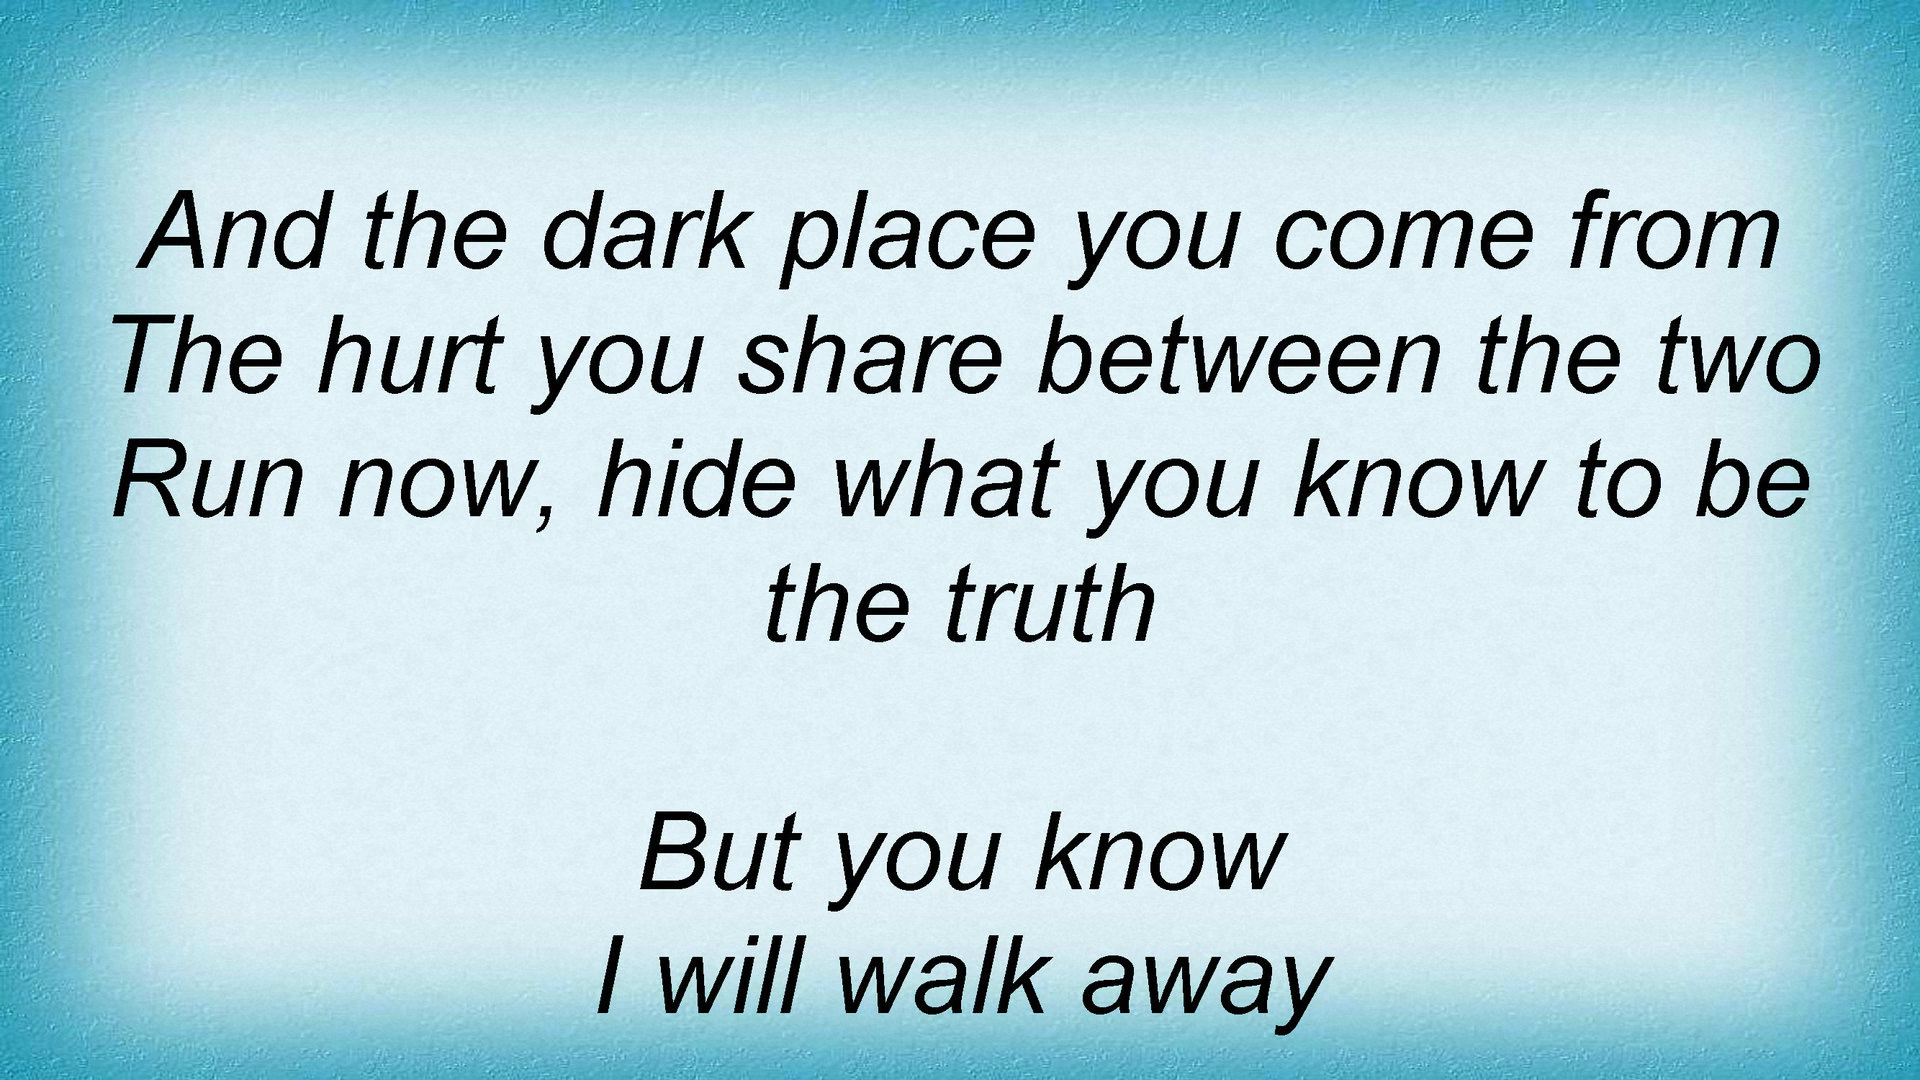 And the dark place you come from
The hurt you share between the two
Run now, hide what you know to be
the truth
But you know
I will walk away